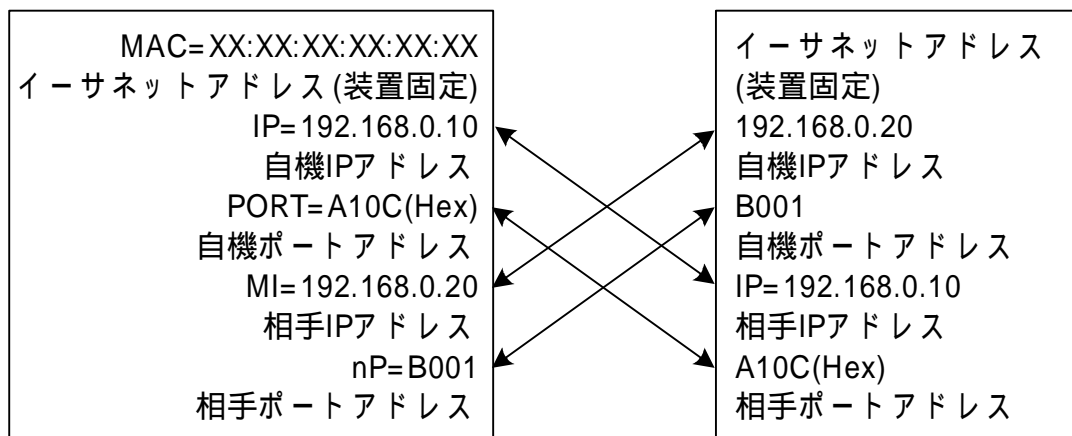 MAC=XX:XX:XX:XX:XX:XX
イーサネットアドレス(装置固定)
IP=192.168.0.10
自機IPアドレス
PORT=A10C(Hex)
自機ポートアドレス
MI=192.168.0.20
相手IPアドレス
nP=B001
相手ポートアドレス
イーサネットアドレス
(装置固定)
192.168.0.20
自機IPアドレス
B001
自機ポートアドレス
IP=192.168.0.10
相手IPアドレス
A10C(Hex)
相手ポートアドレス